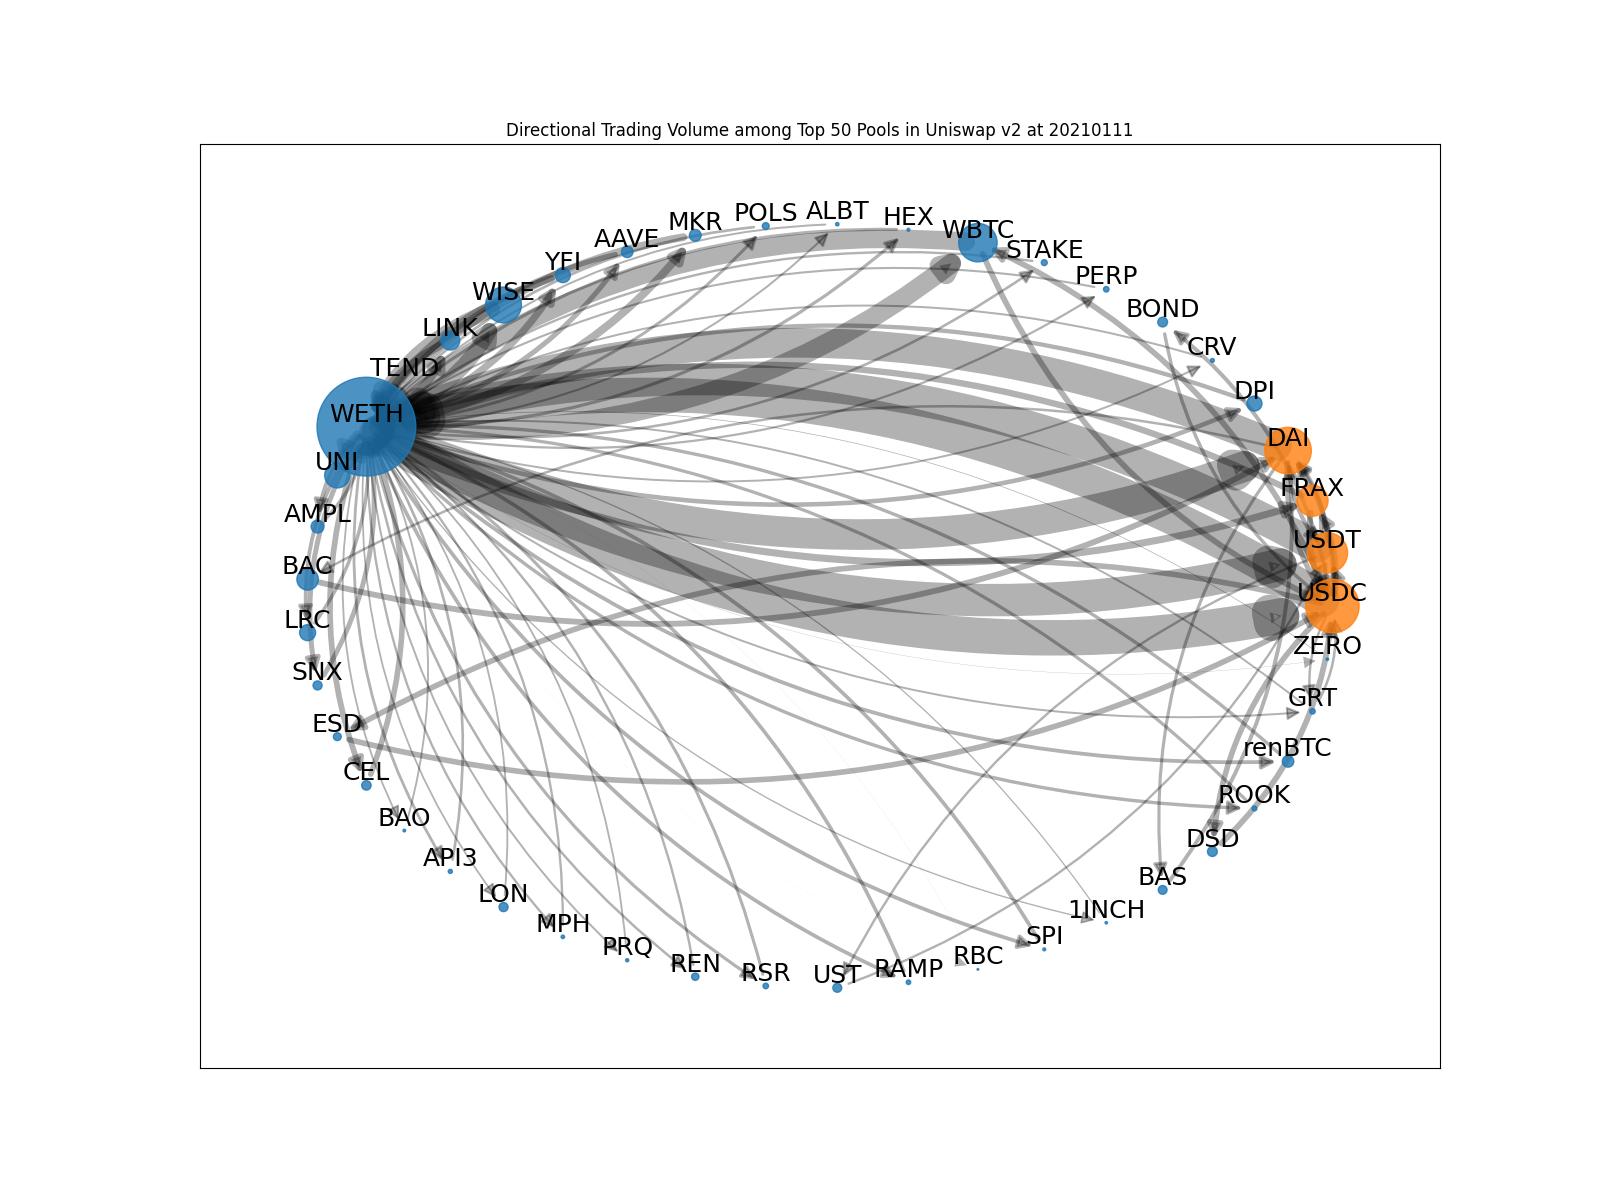 Directional Trading Volume among Top 50 Pools in Uniswap v2 at 20210111
POLS
ALBT
HEX
MKR
WBTC
AAVE
STAKE
YFI
PERP
WISE
BOND
LINK
CRV
TEND
DPI
WETH
DAI
UNI
FRAX
AMPL
USDT
BAC
USDC
LRC
ZERO
SNX
GRT
ESD
renBTC
CEL
ROOK
BAO
DSD
API3
BAS
LON
1INCH
MPH
SPI
PRQ
RBC
REN
RSR
UST
RAMP